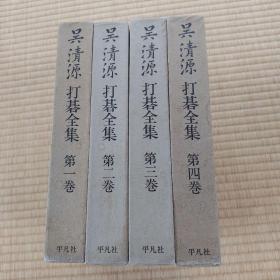 呉清源
打碁全集
第一巻
平凡社
呉清源
打碁全集
第二巻
平凡社
呉清源
打碁全集
第三巻
平凡社
呉清源
打碁全集
第四巻
平凡社